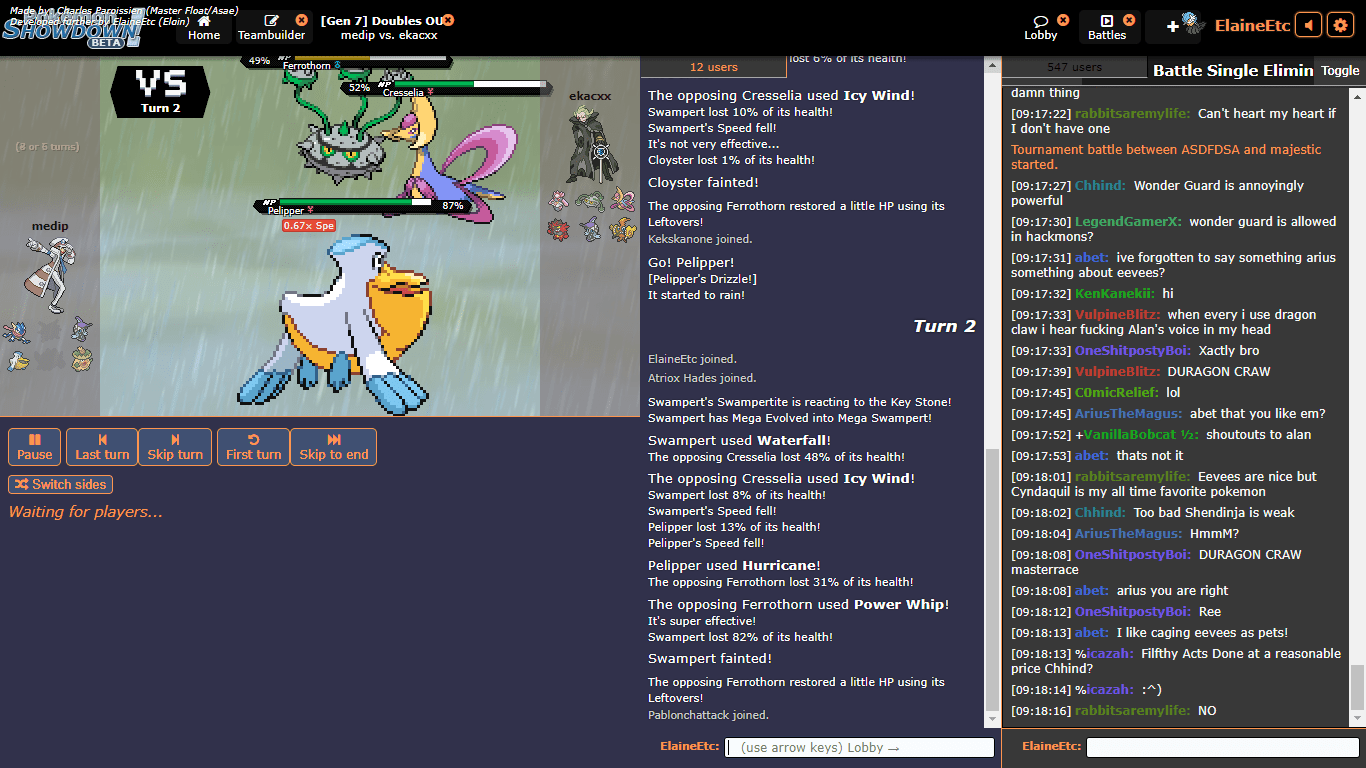 Made by: Charles Parnissien (Master Float/Asae)
Developed further by ElaineEtc (Eloin)
SHOWDOWN!
BETA
Home
Teambuilder
[Gen 7] Doubles OU
medip vs. ekacxx
Lobby
Battles
+
ElaineEtc
VS
Turn 2
49%
HP
Ferrothorn
52%
HP
Cresselia
ekacxx
HP
87%
Pelipper
0.67x Spe
medip
Pause
Last turn
Skip turn
First turn
Skip to end
Switch sides
Waiting for players...
12 users
lost 6% of its health!
The opposing Cresselia used Icy Wind!
Swampert lost 10% of its health!
Swampert's Speed fell!
It's not very effective...
Cloyster lost 1% of its health!
Cloyster fainted!
The opposing Ferrothorn restored a little HP using its
Leftovers!
Kekskanone joined.
Go! Pelipper!
[Pelipper's Drizzle!]
It started to rain!
Turn 2
ElaineEtc joined.
Atriox Hades joined.
Swampert's Swampertite is reacting to the Key Stone!
Swampert has Mega Evolved into Mega Swampert!
Swampert used Waterfall!
The opposing Cresselia lost 48% of its health!
The opposing Cresselia used Icy Wind!
Swampert lost 8% of its health!
Swampert's Speed fell!
Pelipper lost 13% of its health!
Pelipper's Speed fell!
Pelipper used Hurricane!
The opposing Ferrothorn lost 31% of its health!
The opposing Ferrothorn used Power Whip!
It's super effective!
Swampert lost 82% of its health!
Swampert fainted!
The opposing Ferrothorn restored a little HP using its
Leftovers!
Pablonchattack joined.
ElaineEtc: (use arrow keys) Lobby →
547 users
Battle Single Elimin
Toggle
damn thing
[09:17:22] rabbitsaremylife: Can't heart my heart if
I don't have one
Tournament battle between ASDFDSA and majestic
started.
[09:17:27] Chhind: Wonder Guard is annoyingly
powerful
[09:17:30] LegendGamerX: wonder guard is allowed
in hackmons?
[09:17:31] abet: ive forgotten to say something arius
something about eevees?
[09:17:32] KenKanekii: hi
[09:17:33] VulpineBlitz: when every i use dragon
claw i hear fucking Alan's voice in my head
[09:17:33] OneShitpostyBoi: Xactly bro
[09:17:39] VulpineBlitz: DURAGON CRAW
[09:17:45] C0micRelief: lol
[09:17:45] AriusTheMagus: abet that you like em?
[09:17:52] +VanillaBobcat ½: shoutouts to alan
[09:17:53] abet: thats not it
[09:18:01] rabbitsaremylife: Eevees are nice but
Cyndaquil is my all time favorite pokemon
[09:18:02] Chhind: Too bad Shendinja is weak
[09:18:04] AriusTheMagus: HmmM?
[09:18:08] OneShitpostyBoi: DURAGON CRAW
masterrace
[09:18:08] abet: arius you are right
[09:18:12] OneShitpostyBoi: Ree
[09:18:13] abet: I like caging eevees as pets!
[09:18:13] %icazah: Filfthy Acts Done at a reasonable
price Chhind?
[09:18:14] %icazah: :^)
[09:18:16] rabbitsaremylife: NO
ElaineEtc: